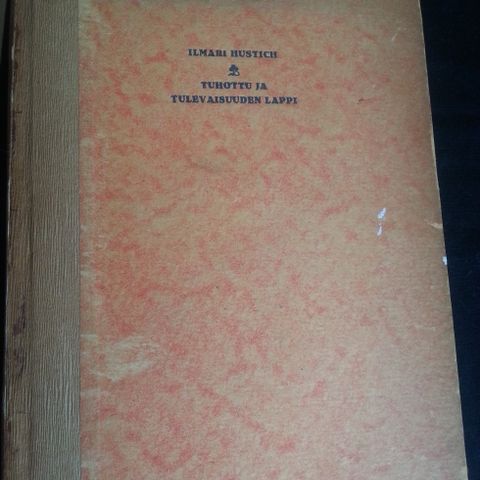 ILMARI HUSTICH
TUHOTTU JA
TULEVAISUUDEN LAPPI